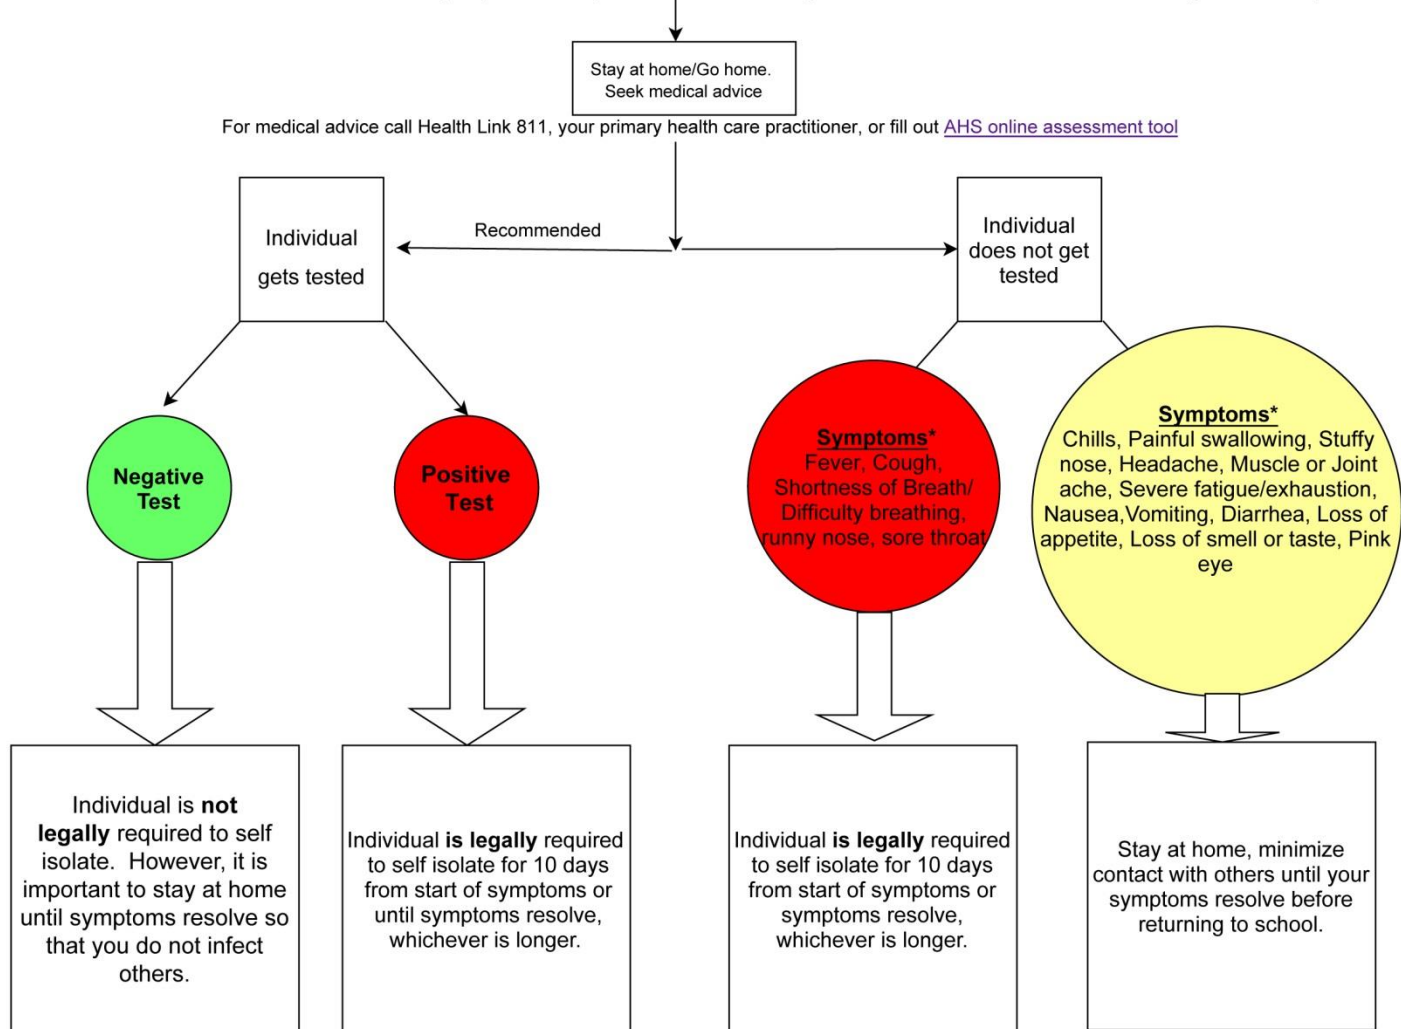 Stay at home/Go home.
Seek medical advice
For medical advice call Health Link 811, your primary health care practitioner, or fill out AHS online assessment tool
Individual
gets tested
Recommended
Individual
does not get
tested
Negative
Test
Positive
Test
Symptoms*
Fever, Cough,
Shortness of Breath/
Difficulty breathing,
runny nose, sore throat
Symptoms*
Chills, Painful swallowing, Stuffy
nose, Headache, Muscle or Joint
ache, Severe fatigue/exhaustion,
Nausea,Vomiting, Diarrhea, Loss of
appetite, Loss of smell or taste, Pink
eye
Individual is not
legally required to self
isolate. However, it is
important to stay at home
until symptoms resolve so
that you do not infect
others.
Individual is legally required
to self isolate for 10 days
from start of symptoms or
until symptoms resolve,
whichever is longer.
Individual is legally required
to self isolate for 10 days
from start of symptoms or
symptoms resolve,
whichever is longer.
Stay at home, minimize
contact with others until your
symptoms resolve before
returning to school.